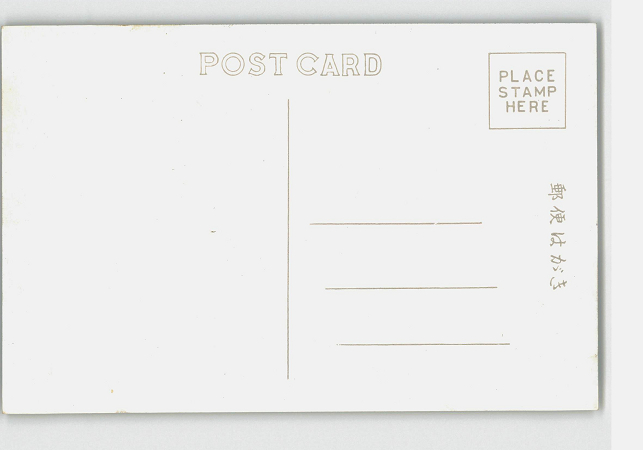 POST CARD
PLACE
STAMP
HERE
郵便はがき